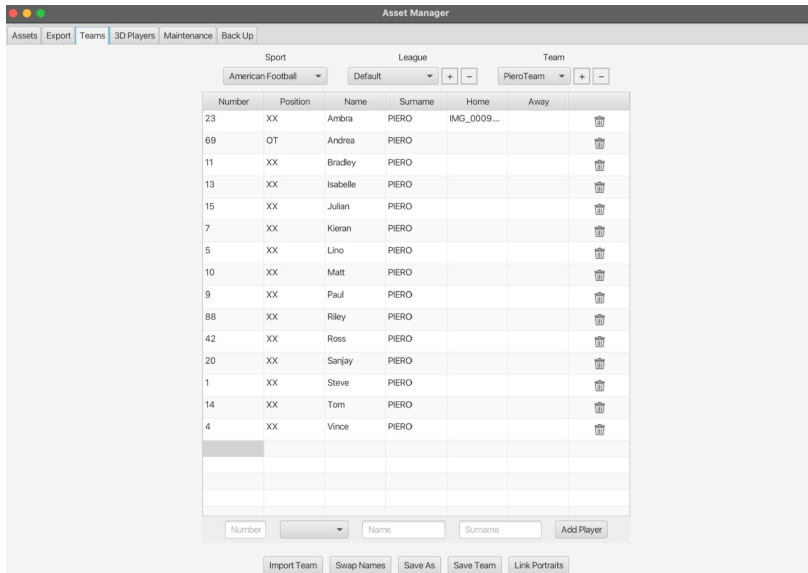 Asset Manager
Assets Export Teams 3D Players Maintenance Back Up
Sport League Team
American Football Default + − PieroTeam + −
Number Position Name Surname Home Away
23 XX Ambra PIERO IMG_0009....
69 OT Andrea PIERO
11 XX Bradley PIERO
13 XX Isabelle PIERO
15 XX Julian PIERO
7 XX Kieran PIERO
5 XX Lino PIERO
10 XX Matt PIERO
9 XX Paul PIERO
88 XX Riley PIERO
42 XX Ross PIERO
20 XX Sanjay PIERO
1 XX Steve PIERO
14 XX Tom PIERO
4 XX Vince PIERO
Number Name Surname Add Player
Import Team Swap Names Save As Save Team Link Portraits